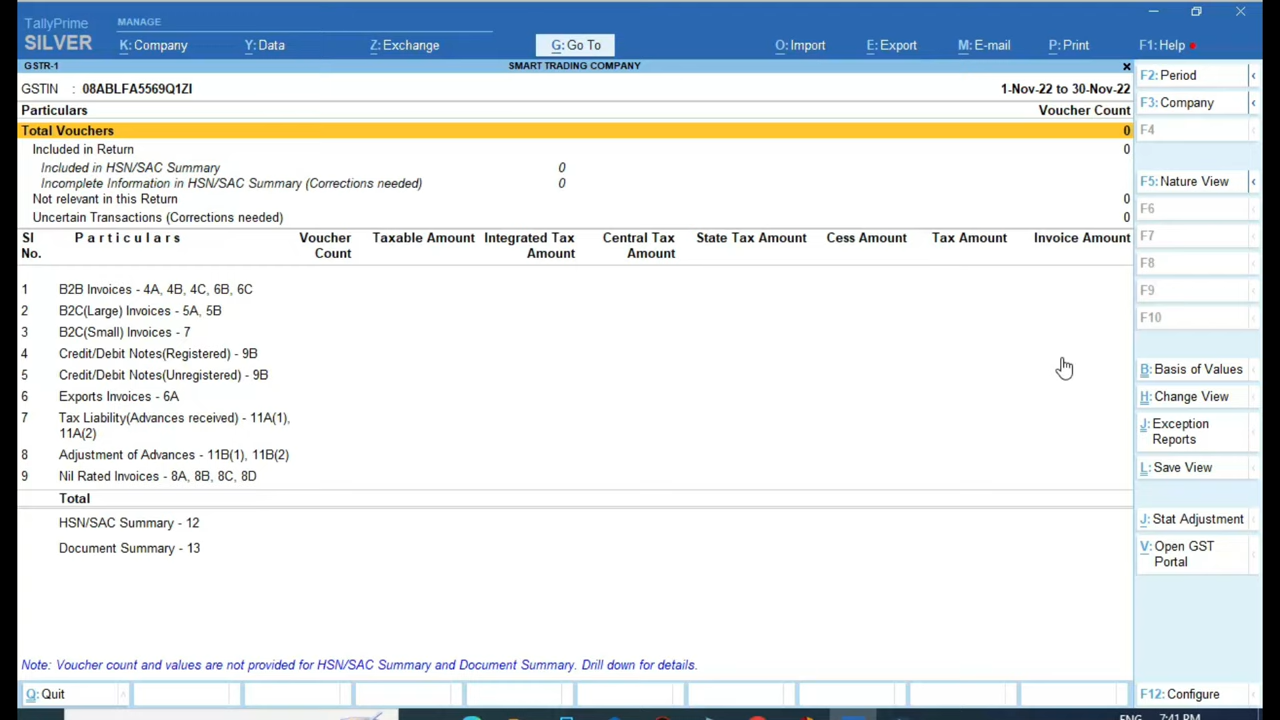 TallyPrime
MANAGE
SILVER
K: Company
Y: Data
Z: Exchange
G: Go To
O: Import
E: Export
M: E-mail
P: Print
F1: Help
GSTR-1
SMART TRADING COMPANY
GSTIN : 08ABLFA5569Q1ZI
1-Nov-22 to 30-Nov-22
Particulars
Voucher Count
Total Vouchers 0
Included in Return 0
Included in HSN/SAC Summary 0
Incomplete Information in HSN/SAC Summary (Corrections needed) 0
Not relevant in this Return 0
Uncertain Transactions (Corrections needed) 0
Sl Particulars Voucher Taxable Amount Integrated Tax Central Tax State Tax Amount Cess Amount Tax Amount Invoice Amount
No. Count Amount Amount
1 B2B Invoices - 4A, 4B, 4C, 6B, 6C
2 B2C(Large) Invoices - 5A, 5B
3 B2C(Small) Invoices - 7
4 Credit/Debit Notes(Registered) - 9B
5 Credit/Debit Notes(Unregistered) - 9B
6 Exports Invoices - 6A
7 Tax Liability(Advances received) - 11A(1),
11A(2)
8 Adjustment of Advances - 11B(1), 11B(2)
9 Nil Rated Invoices - 8A, 8B, 8C, 8D
Total
HSN/SAC Summary - 12
Document Summary - 13
Note: Voucher count and values are not provided for HSN/SAC Summary and Document Summary. Drill down for details.
Q: Quit
F2: Period
F3: Company
F4
F5: Nature View
F6
F7
F8
F9
F10
B: Basis of Values
H: Change View
J: Exception
Reports
L: Save View
J: Stat Adjustment
V: Open GST
Portal
F12: Configure
ENG 7:41 PM